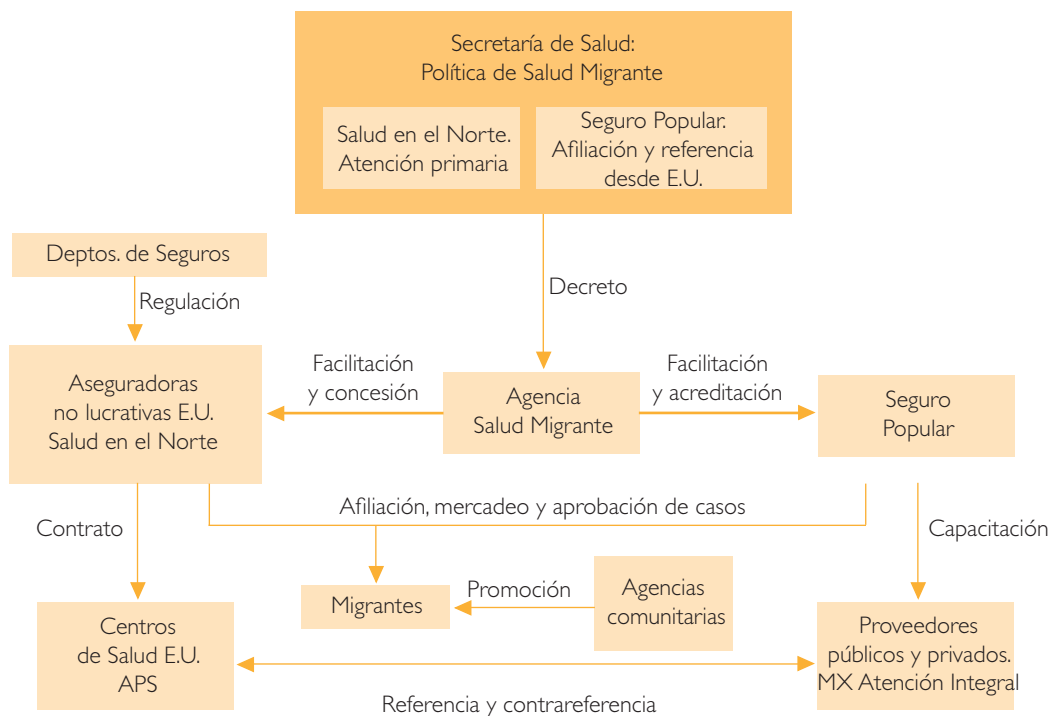 Secretaría de Salud:
Política de Salud Migrante
Salud en el Norte.
Atención primaria
Seguro Popular.
Afiliación y referencia
desde E.U.
Deptos. de Seguros
Regulación
Decreto
Aseguradoras
no lucrativas E.U.
Salud en el Norte
Facilitación
y concesión
Agencia
Salud Migrante
Facilitación
y acreditación
Seguro
Popular
Contrato
Afiliación, mercadeo y aprobación de casos
Capacitación
Migrantes
Promoción
Agencias
comunitarias
Centros
de Salud E.U.
APS
Proveedores
públicos y privados.
MX Atención Integral
Referencia y contrareferencia